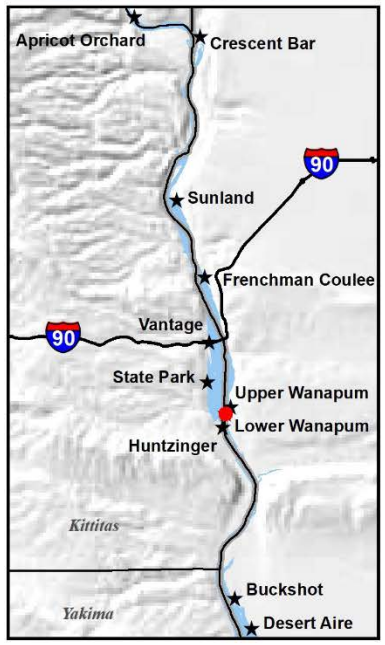 Apricot Orchard
Crescent Bar
90
Sunland
Frenchman Coulee
Vantage
90
State Park
Upper Wanapum
Lower Wanapum
Huntzinger
Kittitas
Buckshot
Yakima
Desert Aire